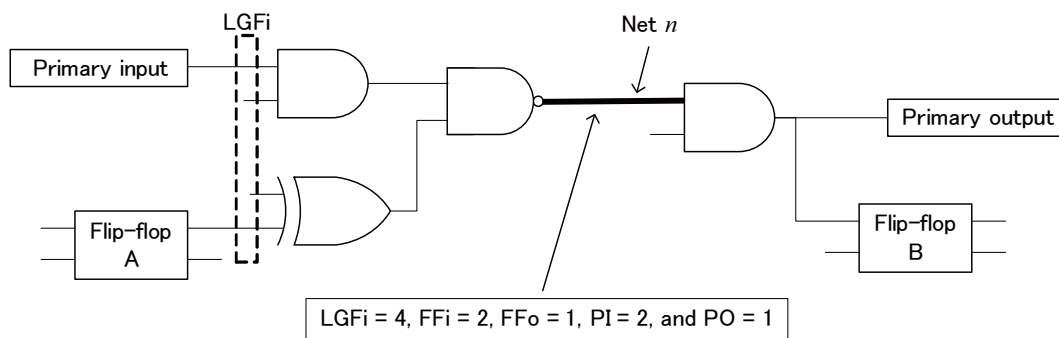 LGFi
Net n
Primary input
Primary output
Flip-flop
A
Flip-flop
B
LGFi = 4, FFi = 2, FFo = 1, PI = 2, and PO = 1